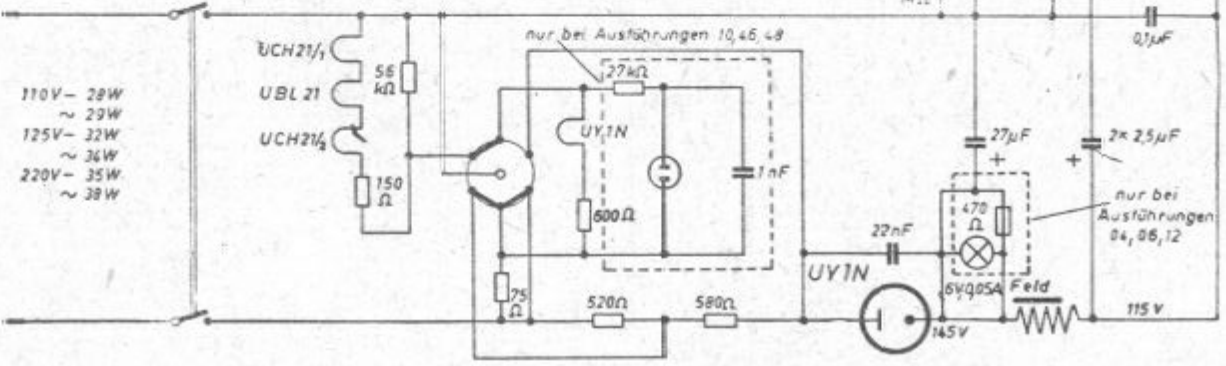 0,1µF
nur bei Ausführungen 10,46,48
UCH21/1
56
kΩ
27kΩ
110V – 28W
~ 29W
125V – 32W
~ 34W
220V – 35W
~ 38W
UBL 21
UCH21/2
UY1N
27µF
+
2× 2,5µF
+
150
Ω
1nF
600Ω
nur bei
Ausführungen
04, 06, 12
470
Ω
22nF
UY1N
6V,0,05A
Feld
75
Ω
520Ω
580Ω
145V
115V